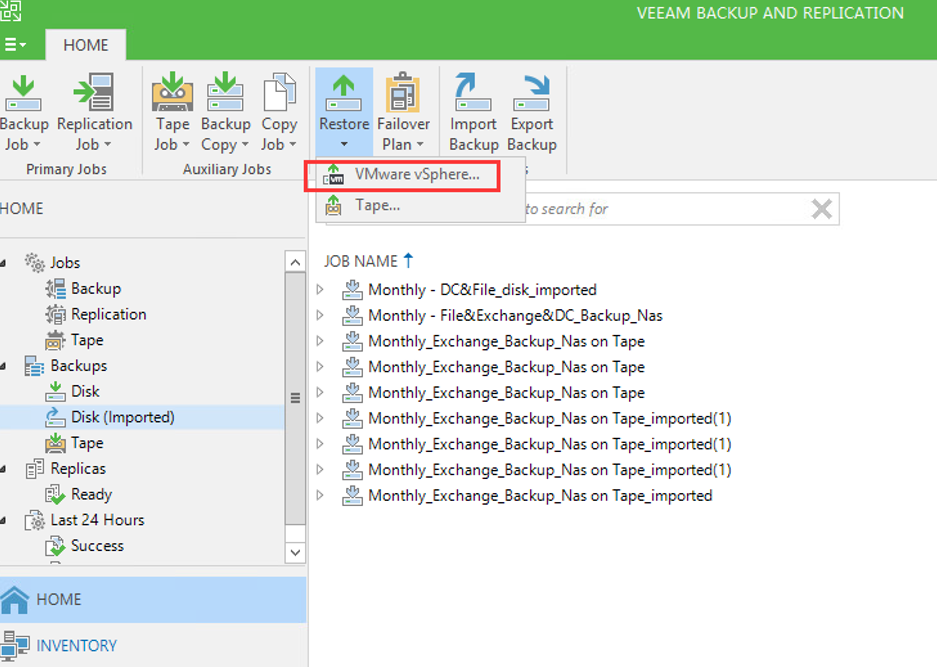 VEEAM BACKUP AND REPLICATION
HOME
Backup Job
Replication Job
Tape Job
Backup Copy
Copy Job
Restore
Failover Plan
Import Backup
Export Backup
Primary Jobs
Auxiliary Jobs
VMware vSphere...
Tape...
HOME
to search for
Jobs
Backup
Replication
Tape
Backups
Disk
Disk (Imported)
Tape
Replicas
Ready
Last 24 Hours
Success
HOME
INVENTORY
JOB NAME
Monthly - DC&File_disk_imported
Monthly - File&Exchange&DC_Backup_Nas
Monthly_Exchange_Backup_Nas on Tape
Monthly_Exchange_Backup_Nas on Tape
Monthly_Exchange_Backup_Nas on Tape
Monthly_Exchange_Backup_Nas on Tape_imported(1)
Monthly_Exchange_Backup_Nas on Tape_imported(1)
Monthly_Exchange_Backup_Nas on Tape_imported(1)
Monthly_Exchange_Backup_Nas on Tape_imported